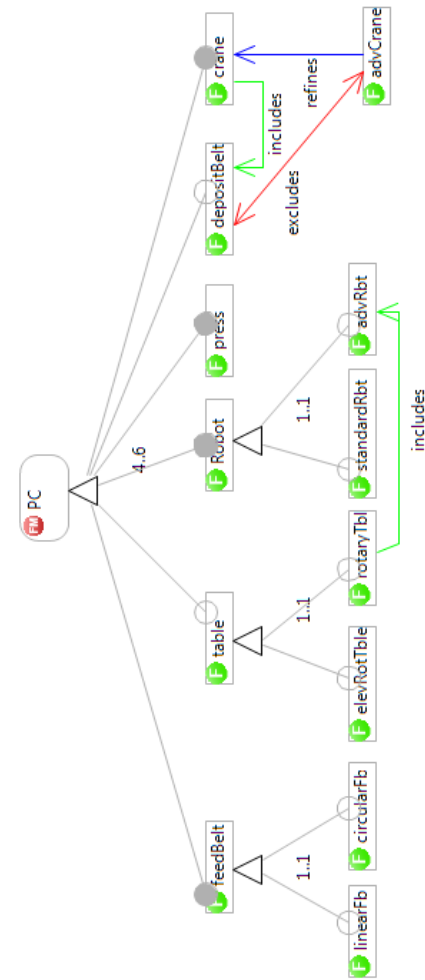 FM PC
4..6
F feedBelt
F table
F Robot
F press
F depositBelt
F crane
includes
excludes
refines
1..1
1..1
1..1
F linearFb
F circularFb
F elevRotTble
F rotaryTbl
F standardRbt
F advRbt
F advCrane
includes